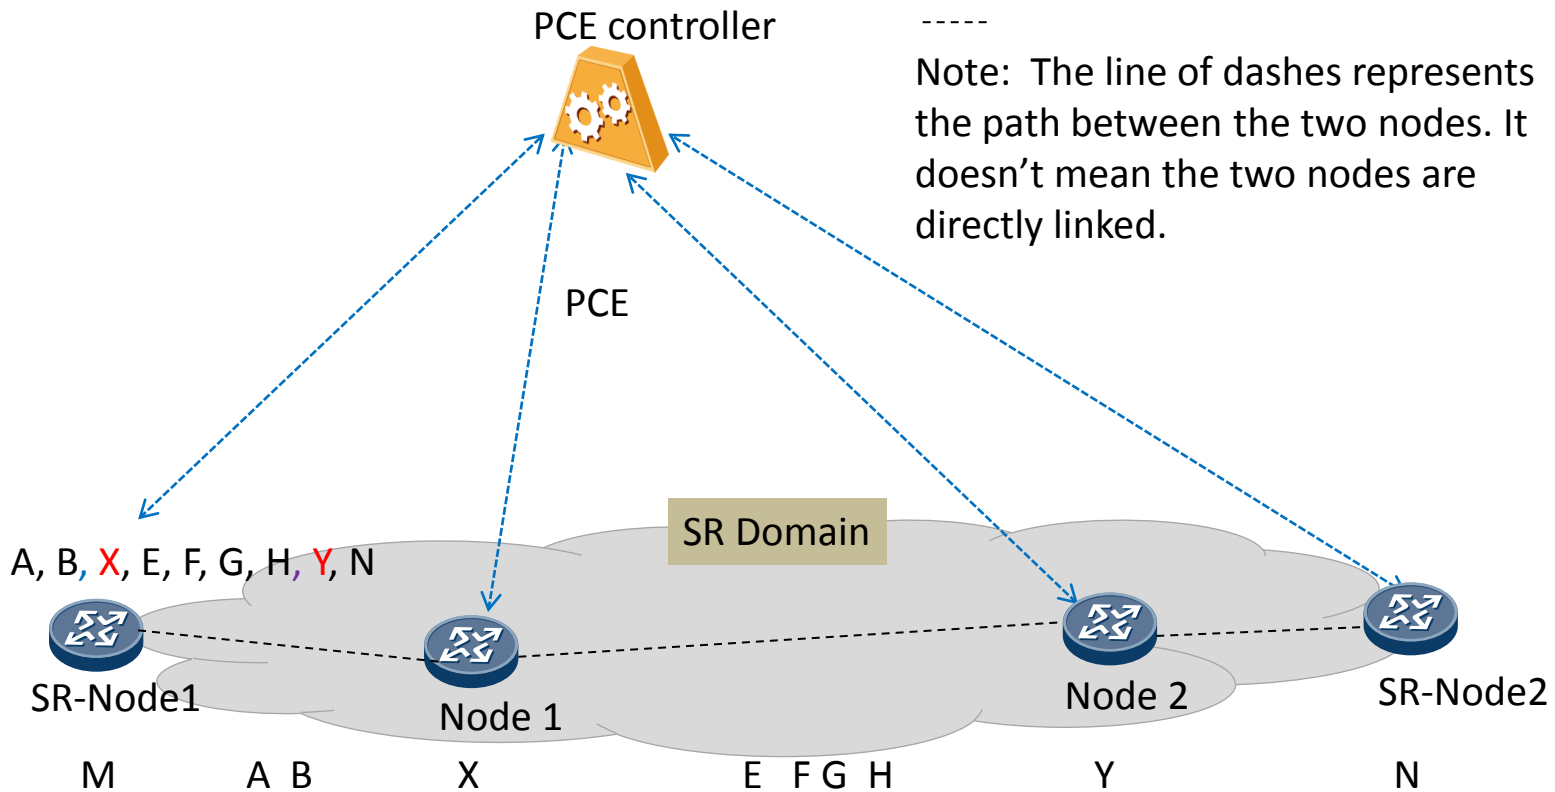 PCE controller
-----
Note: The line of dashes represents
the path between the two nodes. It
doesn’t mean the two nodes are
directly linked.
PCE
SR Domain
A, B, X, E, F, G, H, Y, N
SR-Node1
Node 1
Node 2
SR-Node2
M A B X E F G H Y N